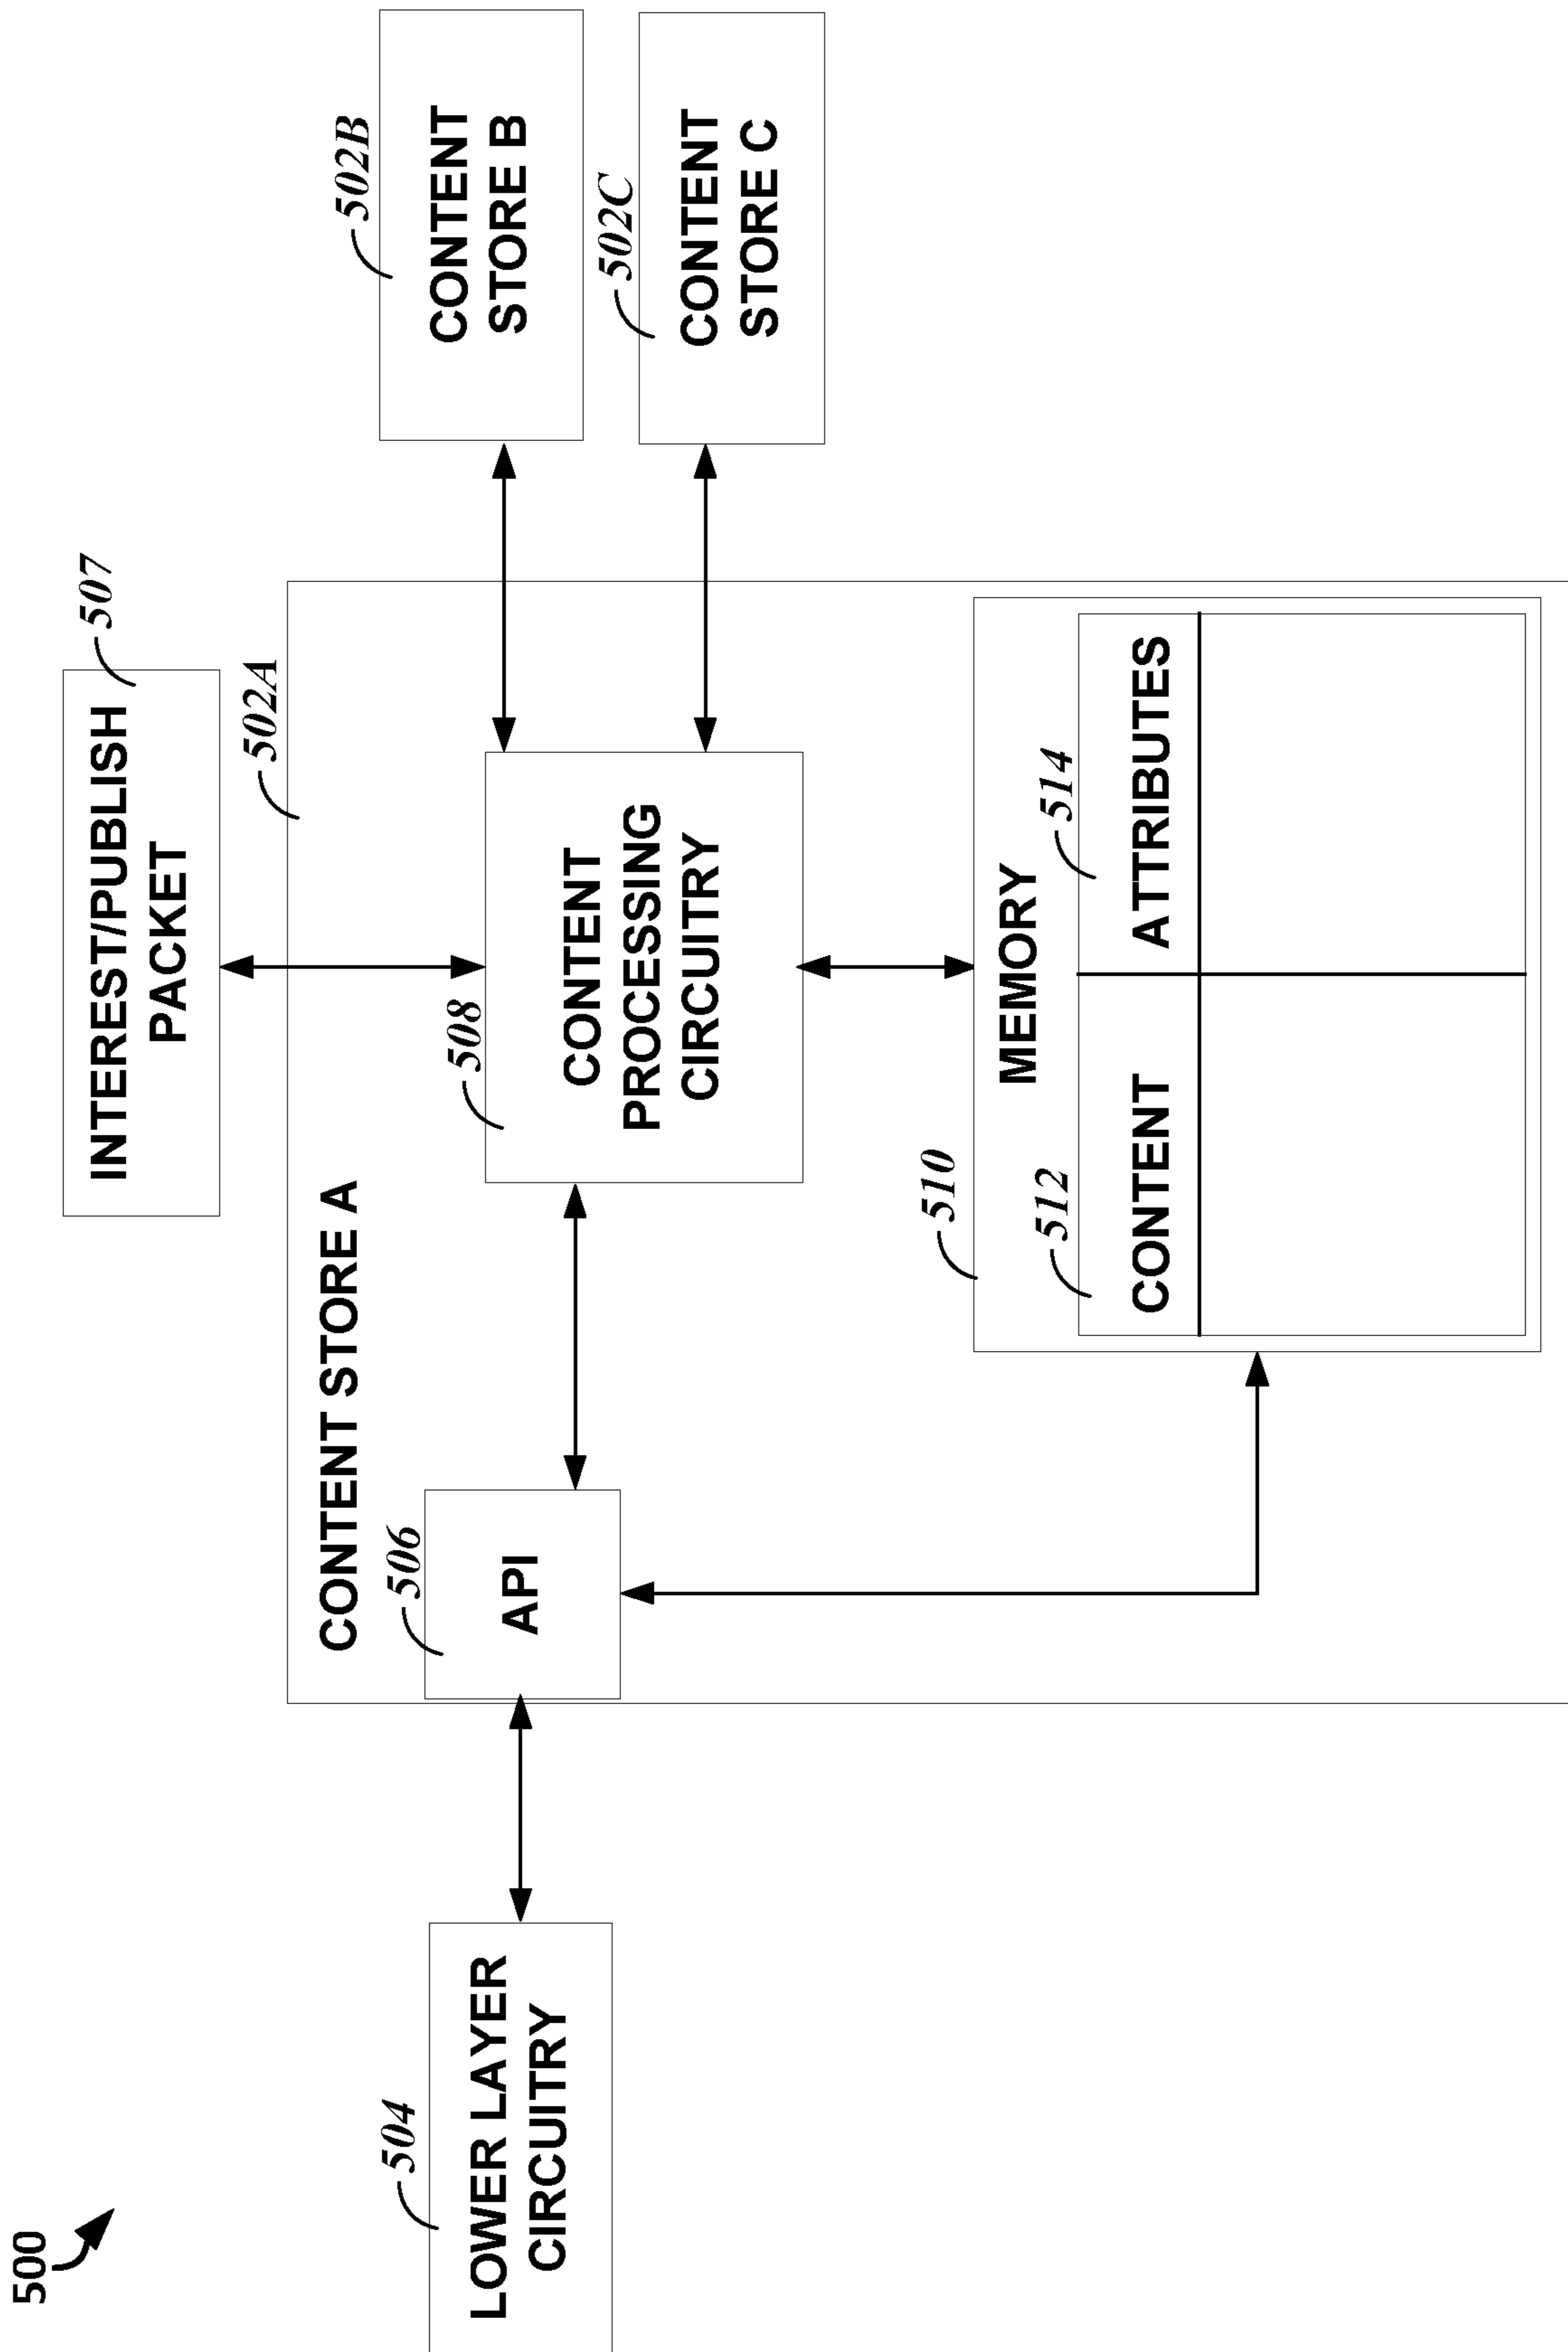 500
INTEREST/PUBLISH
PACKET
507
502A
CONTENT STORE A
502B
CONTENT
STORE B
504
LOWER LAYER
CIRCUITRY
506
API
508
CONTENT
PROCESSING
CIRCUITRY
502C
CONTENT
STORE C
510
MEMORY
512
CONTENT
514
ATTRIBUTES